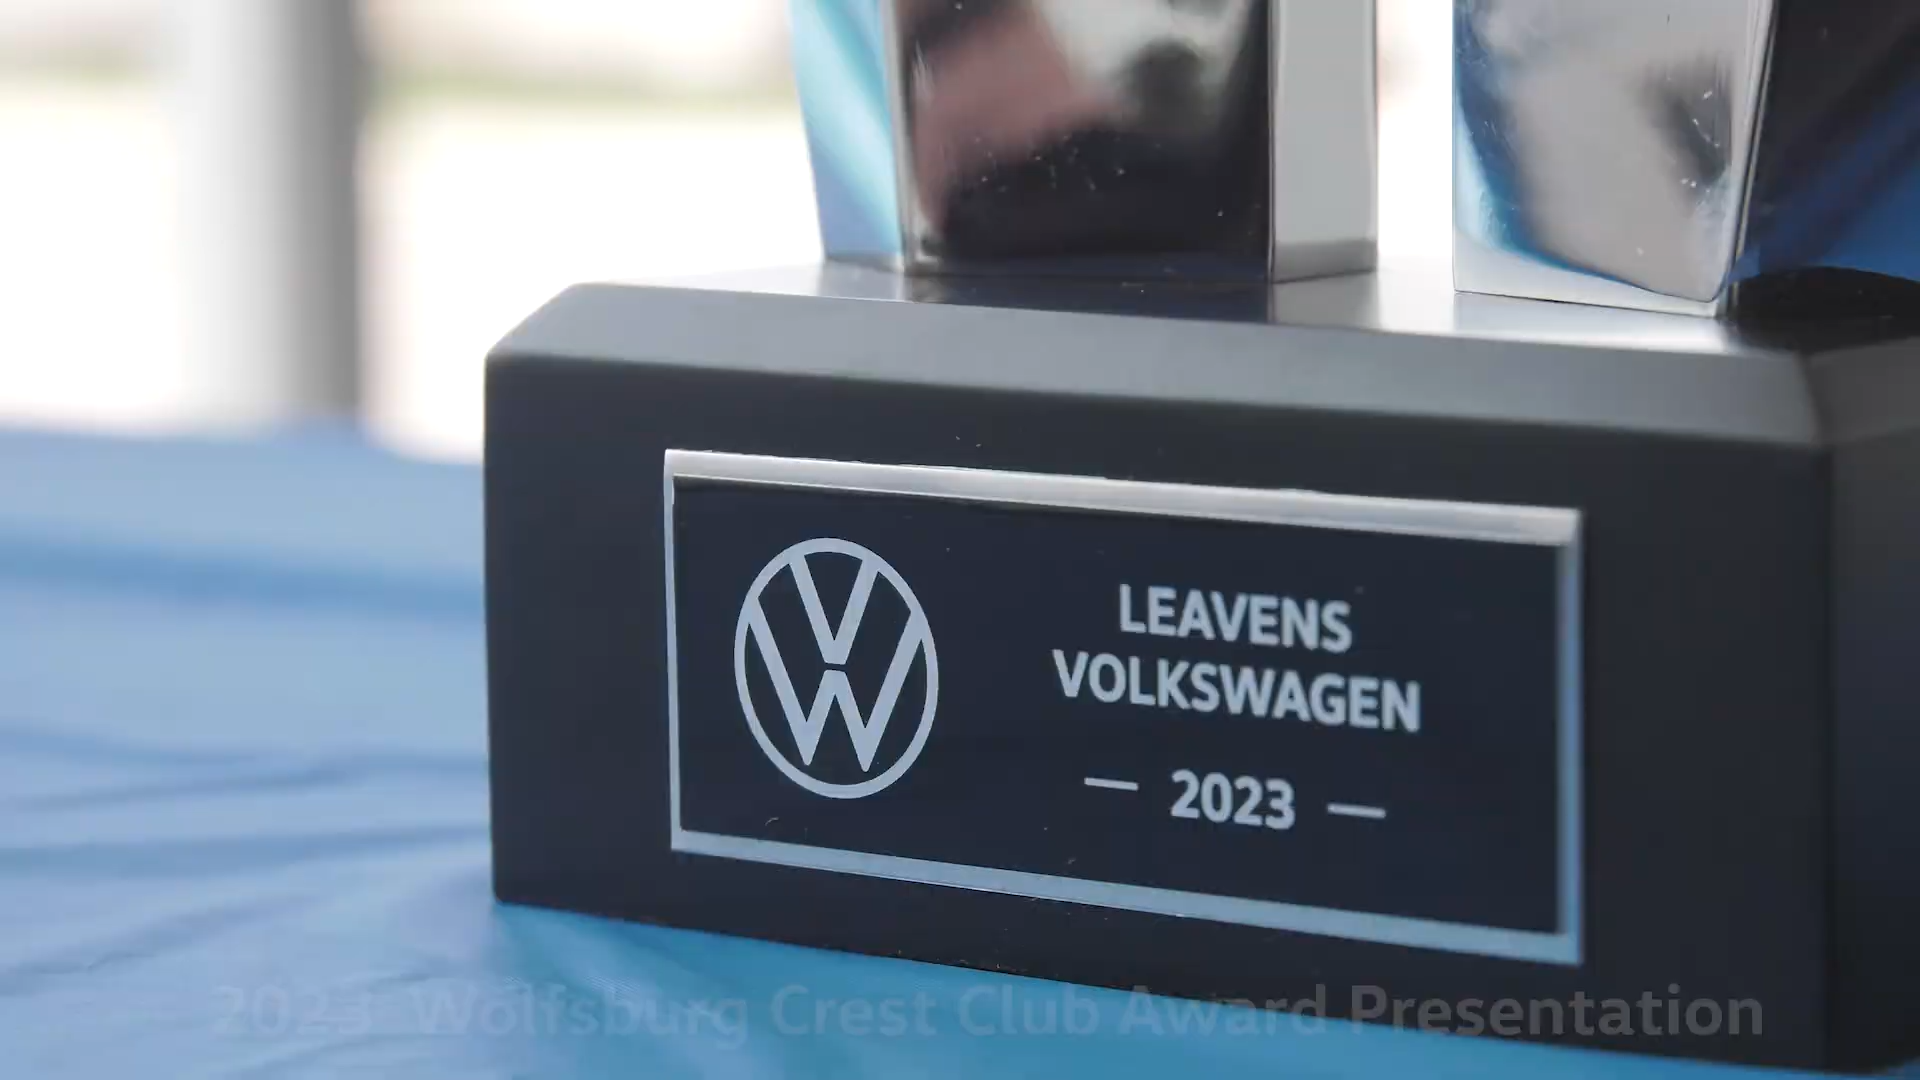 LEAVENS
VOLKSWAGEN
— 2023 —
2023 Wolfsburg Crest Club Award Presentation